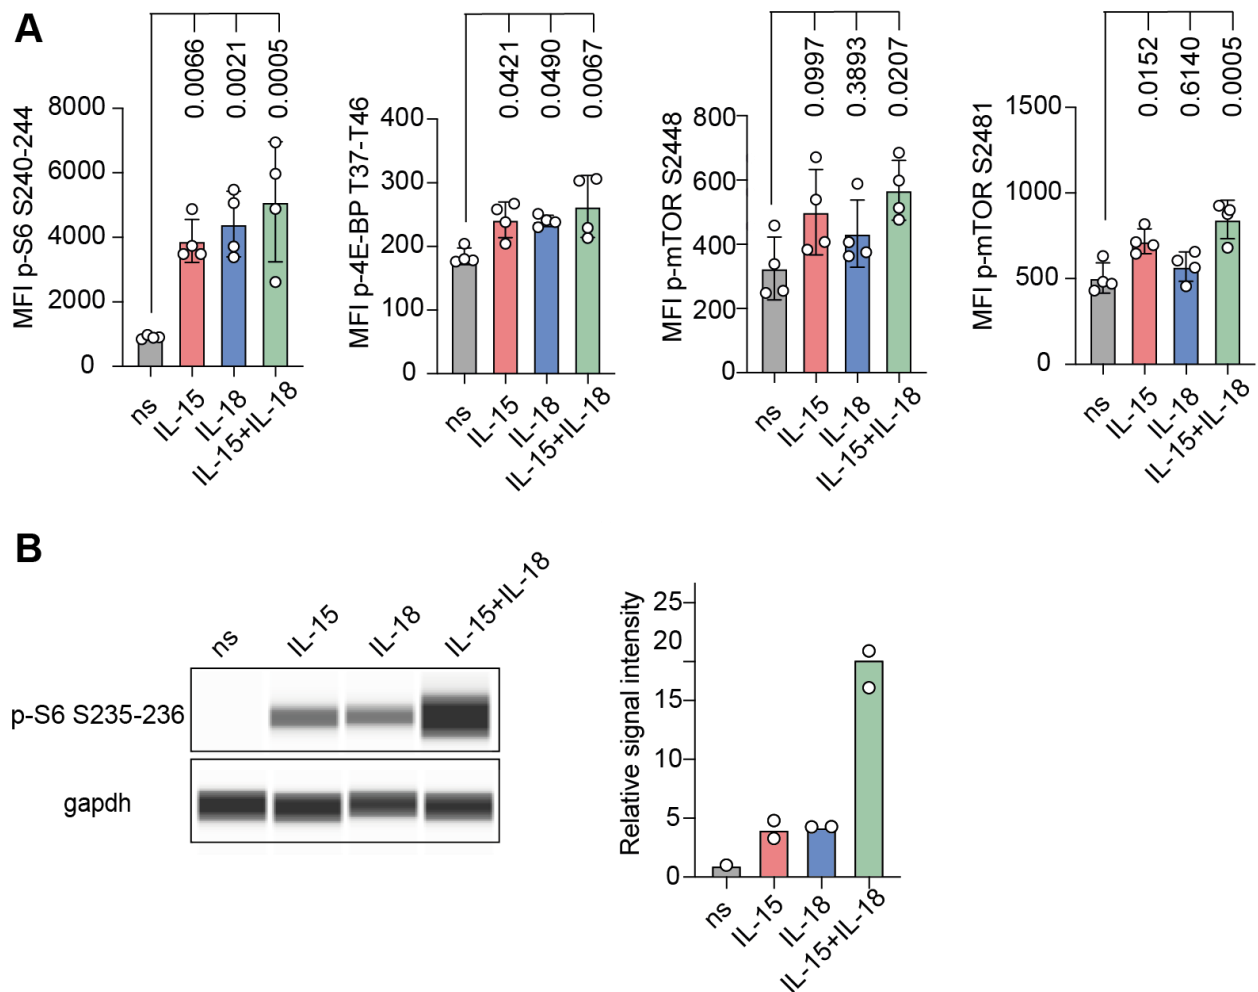 A
MFI p-S6 S240-244
8000
6000
4000
2000
0
0.0066
0.0021
0.0005
ns
IL-15
IL-18
IL-15+IL-18
MFI p-4E-BP T37-T46
400
300
200
100
0
0.0421
0.0490
0.0067
ns
IL-15
IL-18
IL-15+IL-18
MFI p-mTOR S2448
800
600
400
200
0
0.0997
0.3893
0.0207
ns
IL-15
IL-18
IL-15+IL-18
MFI p-mTOR S2481
1500
1000
500
0
0.0152
0.6140
0.0005
ns
IL-15
IL-18
IL-15+IL-18
B
ns
IL-15
IL-18
IL-15+IL-18
p-S6 S235-236
gapdh
Relative signal intensity
25
20
15
10
5
0
ns
IL-15
IL-18
IL-15+IL-18